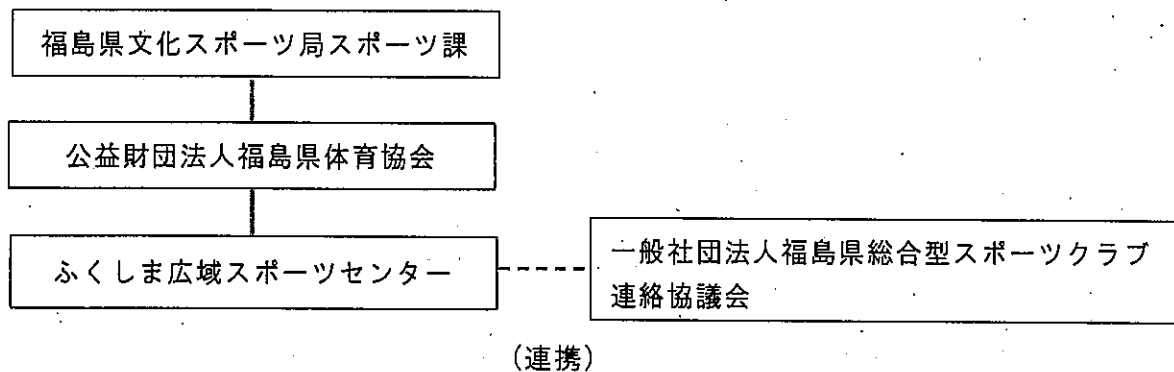 福島県文化スポーツ局スポーツ課
公益財団法人福島県体育協会
ふくしま広域スポーツセンター
一般社団法人福島県総合型スポーツクラブ
連絡協議会
(連携)